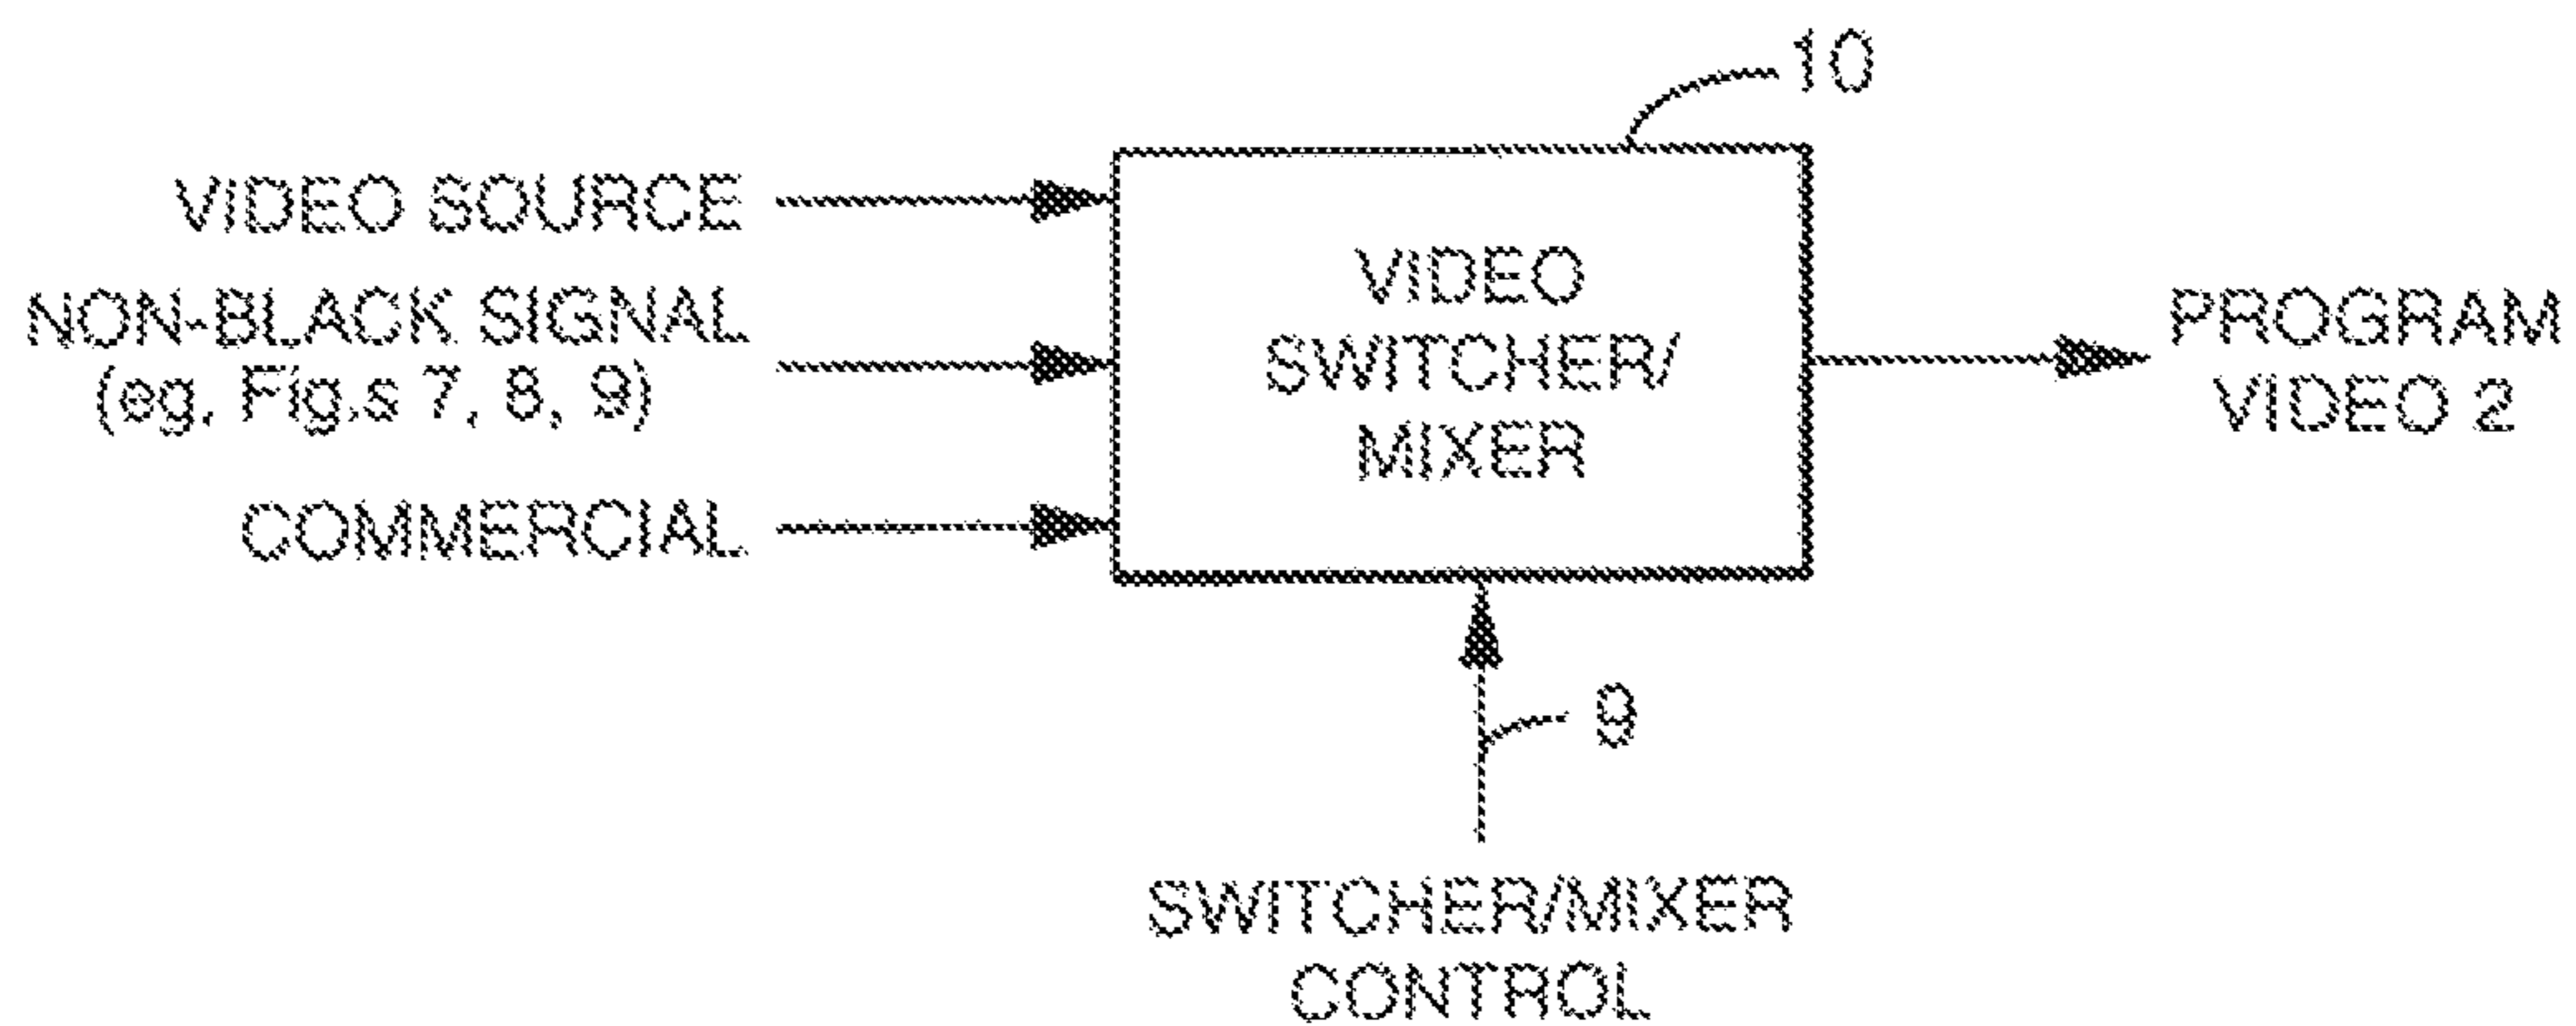 10
VIDEO SOURCE
NON-BLACK SIGNAL
(eg. Fig.s 7, 8, 9)
COMMERCIAL
VIDEO
SWITCHER/
MIXER
PROGRAM
VIDEO 2
9
SWITCHER/MIXER
CONTROL